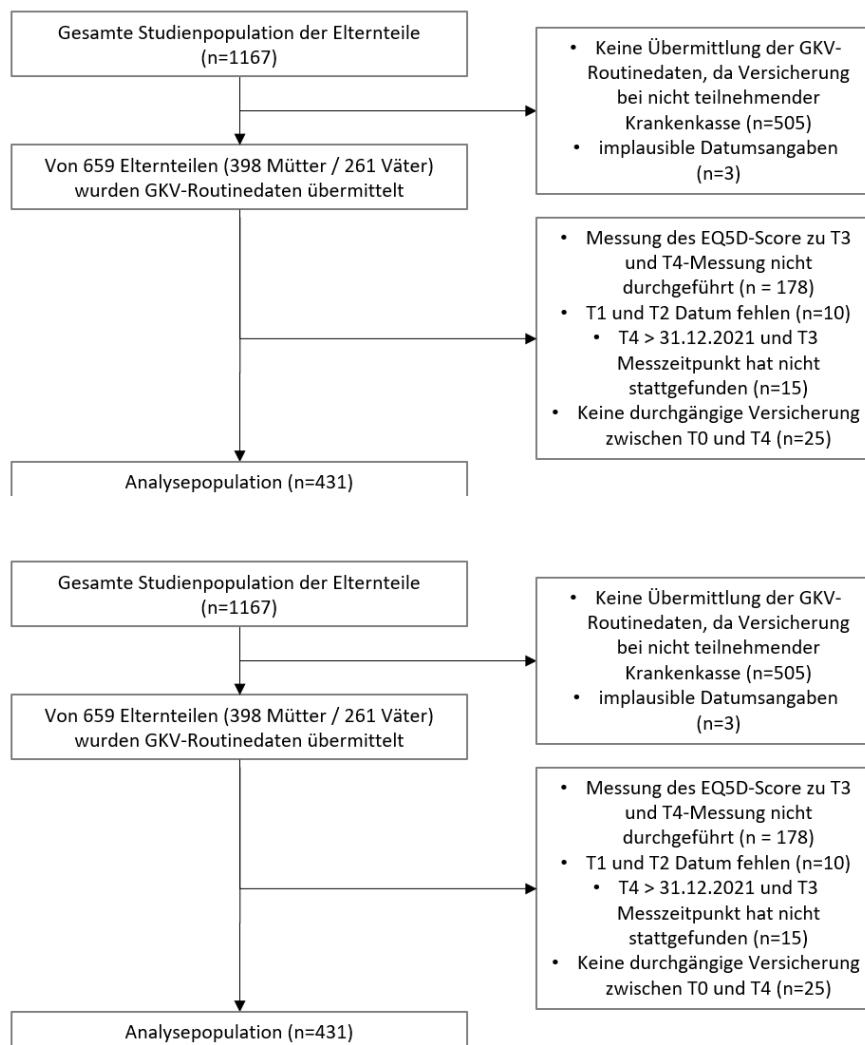 Gesamte Studienpopulation der Elternteile
(n=1167)
• Keine Übermittlung der GKV-
Routinedaten, da Versicherung
bei nicht teilnehmender
Krankenkasse (n=505)
• implausible Datumsangaben
(n=3)
Von 659 Elternteilen (398 Mütter / 261 Väter)
wurden GKV-Routinedaten übermittelt
• Messung des EQ5D-Score zu T3
und T4-Messung nicht
durchgeführt (n = 178)
• T1 und T2 Datum fehlen (n=10)
• T4 > 31.12.2021 und T3
Messzeitpunkt hat nicht
stattgefunden (n=15)
• Keine durchgängige Versicherung
zwischen T0 und T4 (n=25)
Analysepopulation (n=431)
Gesamte Studienpopulation der Elternteile
(n=1167)
• Keine Übermittlung der GKV-
Routinedaten, da Versicherung
bei nicht teilnehmender
Krankenkasse (n=505)
• implausible Datumsangaben
(n=3)
Von 659 Elternteilen (398 Mütter / 261 Väter)
wurden GKV-Routinedaten übermittelt
• Messung des EQ5D-Score zu T3
und T4-Messung nicht
durchgeführt (n = 178)
• T1 und T2 Datum fehlen (n=10)
• T4 > 31.12.2021 und T3
Messzeitpunkt hat nicht
stattgefunden (n=15)
• Keine durchgängige Versicherung
zwischen T0 und T4 (n=25)
Analysepopulation (n=431)